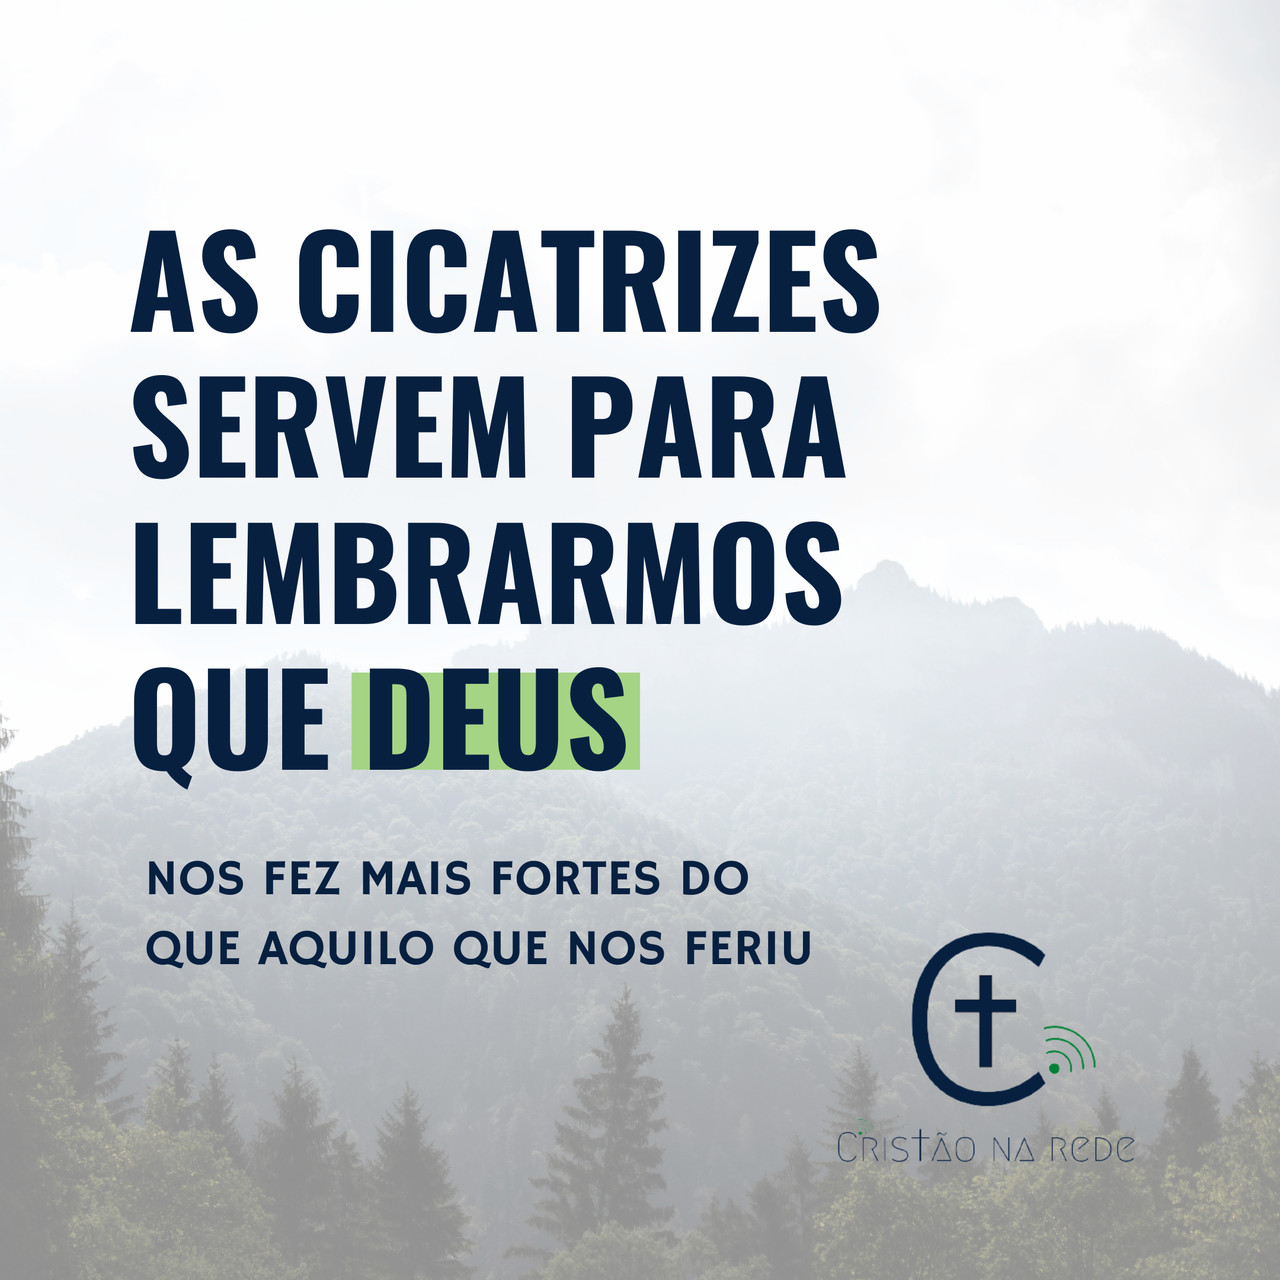 AS CICATRIZES
SERVEM PARA
LEMBRARMOS
QUE DEUS
NOS FEZ MAIS FORTES DO
QUE AQUILO QUE NOS FERIU
CRISTÃO NA REDE